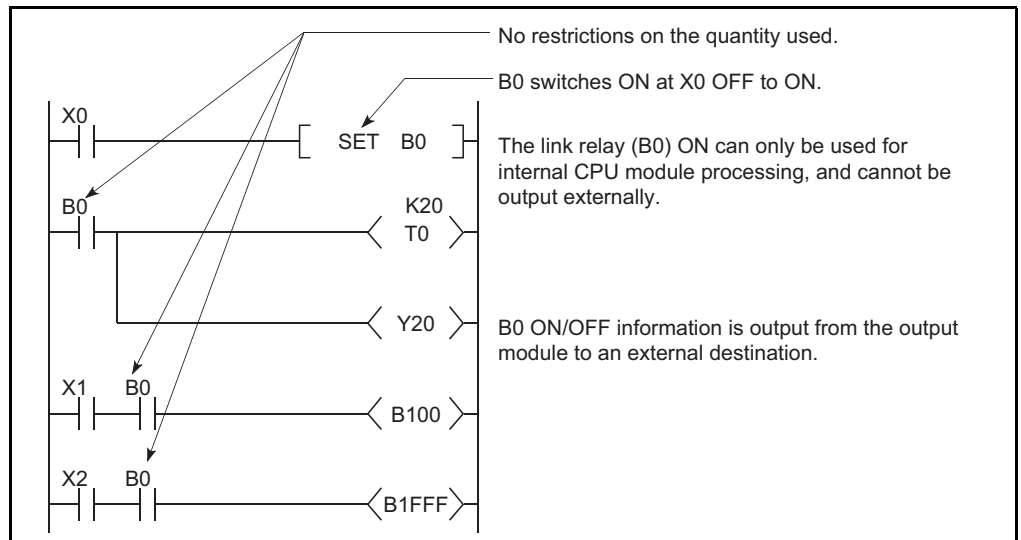 No restrictions on the quantity used.
B0 switches ON at X0 OFF to ON.
X0
SET B0
The link relay (B0) ON can only be used for
internal CPU module processing, and cannot be
output externally.
B0
K20
T0
Y20
B0 ON/OFF information is output from the output
module to an external destination.
X1 B0
B100
X2 B0
B1FFF